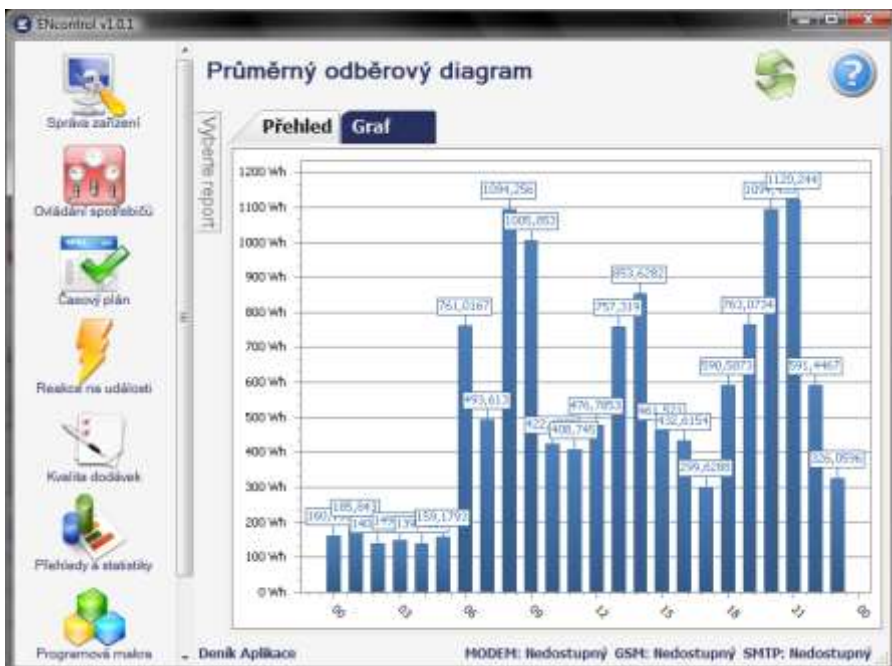 ENcontrol v1.0.1
Průměrný odběrový diagram
Správa zařízení
Ovládání spotřebičů
Časový plán
Reakce na události
Kvalita dodávek
Přehledy a statistiky
Programová makra
Vyberte report
Přehled Graf
1200 Wh
1100 Wh
1000 Wh
900 Wh
800 Wh
700 Wh
600 Wh
500 Wh
400 Wh
300 Wh
200 Wh
100 Wh
0 Wh
761,0167
493,613
1094,256
1005,853
408,745
476,7853
757,319
853,6282
432,6154
299,6288
590,5873
763,0734
1120,244
591,4467
326,0596
00 03 06 09 12 15 18 21 00
Deník Aplikace
MODEM: Nedostupný GSM: Nedostupný SMTP: Nedostupný